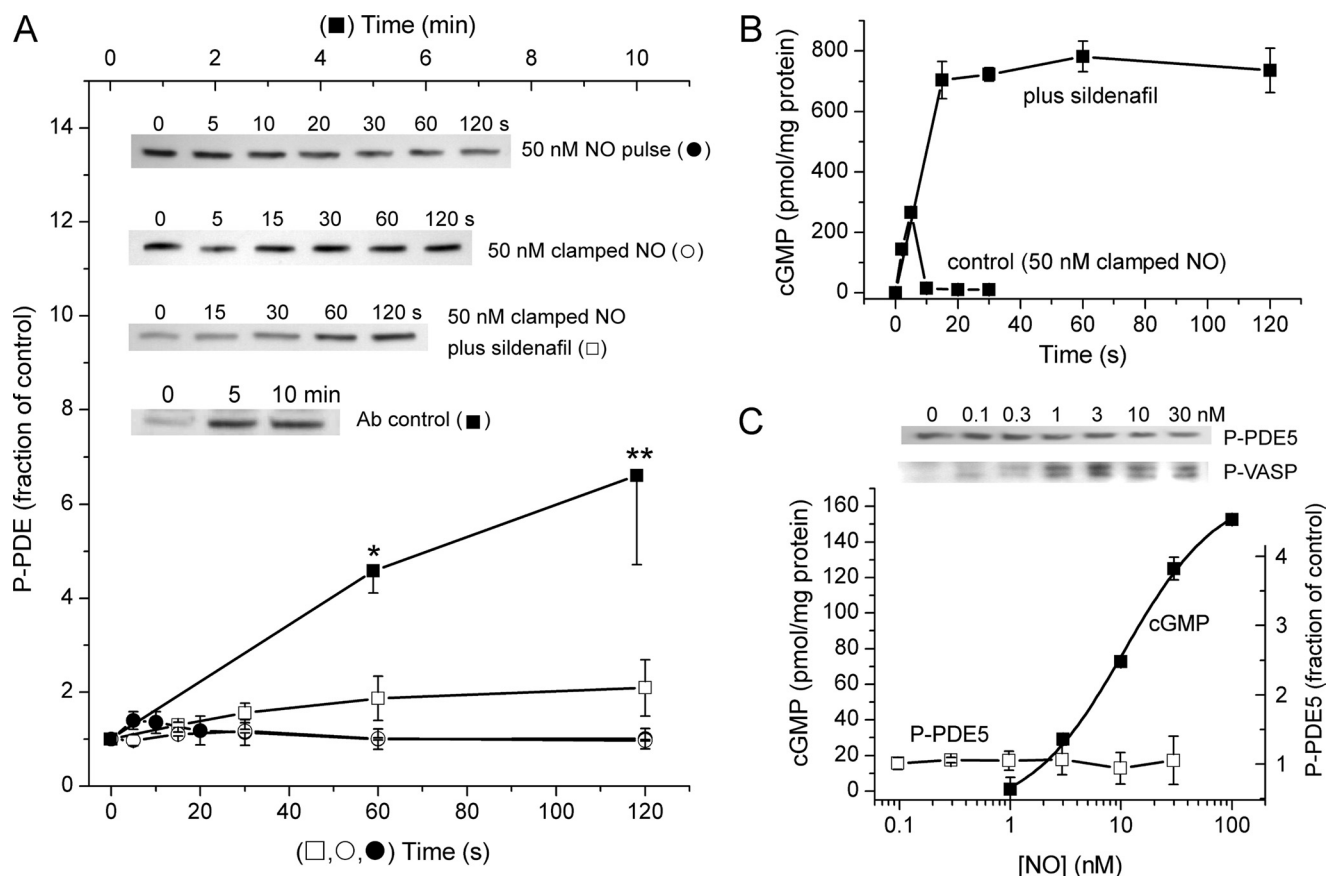 A
(■) Time (min)
0 2 4 6 8 10
P-PDE (fraction of control)
14
12
10
8
6
4
2
0
0 5 10 20 30 60 120 s
50 nM NO pulse (●)
0 5 15 30 60 120 s
50 nM clamped NO (○)
0 15 30 60 120 s
50 nM clamped NO
plus sildenafil (□)
0 5 10 min
Ab control (■)
*
**
0 20 40 60 80 100 120
(□,○,●) Time (s)
B
cGMP (pmol/mg protein)
800
600
400
200
0
plus sildenafil
control (50 nM clamped NO)
0 20 40 60 80 100 120
Time (s)
C
0 0.1 0.3 1 3 10 30 nM
P-PDE5
P-VASP
cGMP (pmol/mg protein)
160
140
120
100
80
60
40
20
0
cGMP
P-PDE5
4
3
2
1
P-PDE5 (fraction of control)
0.1 1 10 100
[NO] (nM)